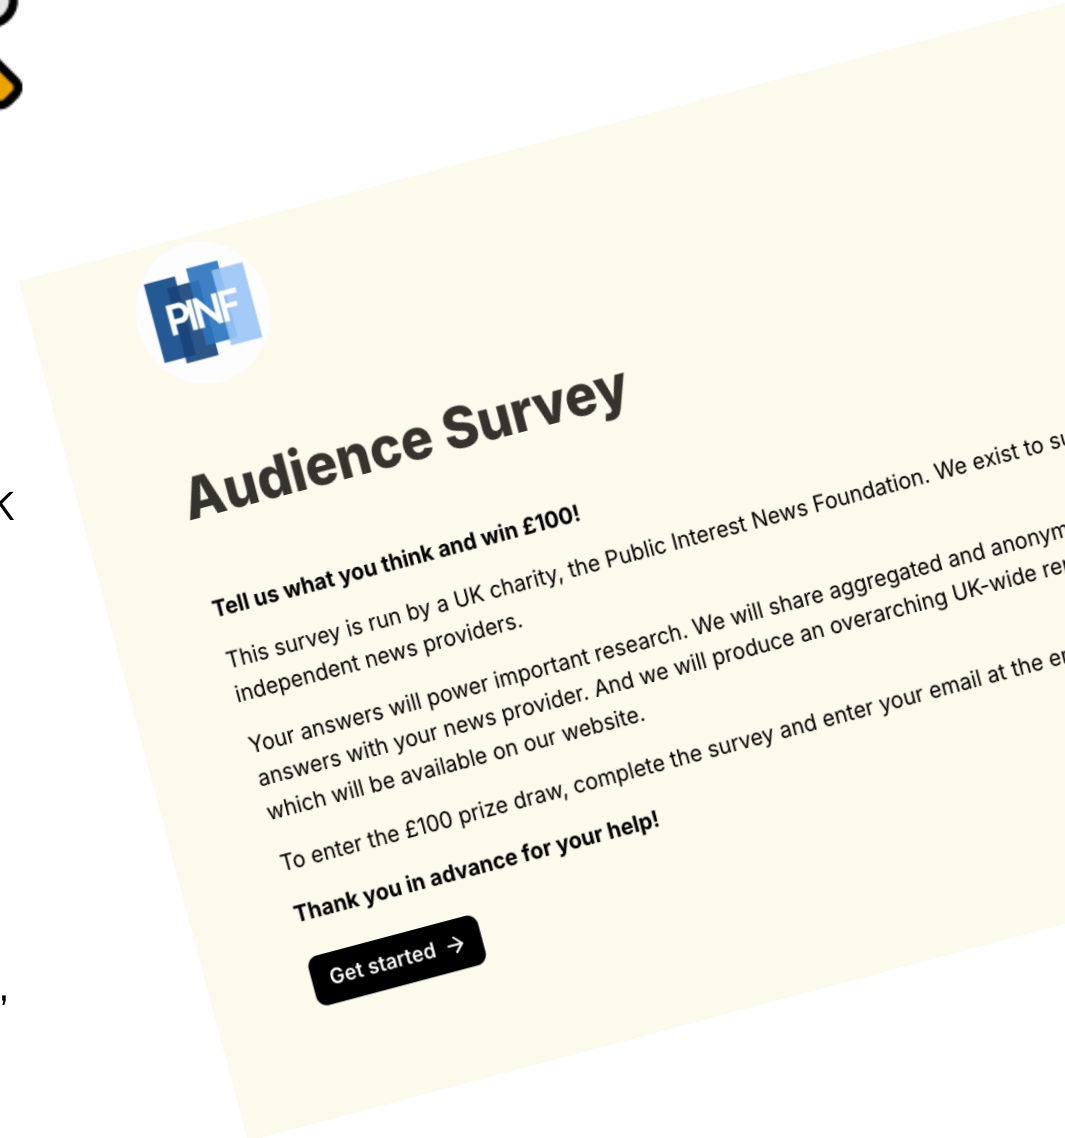 K
,
PINF
Audience Survey
Tell us what you think and win £100!
This survey is run by a UK charity, the Public Interest News Foundation. We exist to su
independent news providers.
Your answers will power important research. We will share aggregated and anonym
answers with your news provider. And we will produce an overarching UK-wide rep
which will be available on our website.
To enter the £100 prize draw, complete the survey and enter your email at the en
Thank you in advance for your help!
Get started →